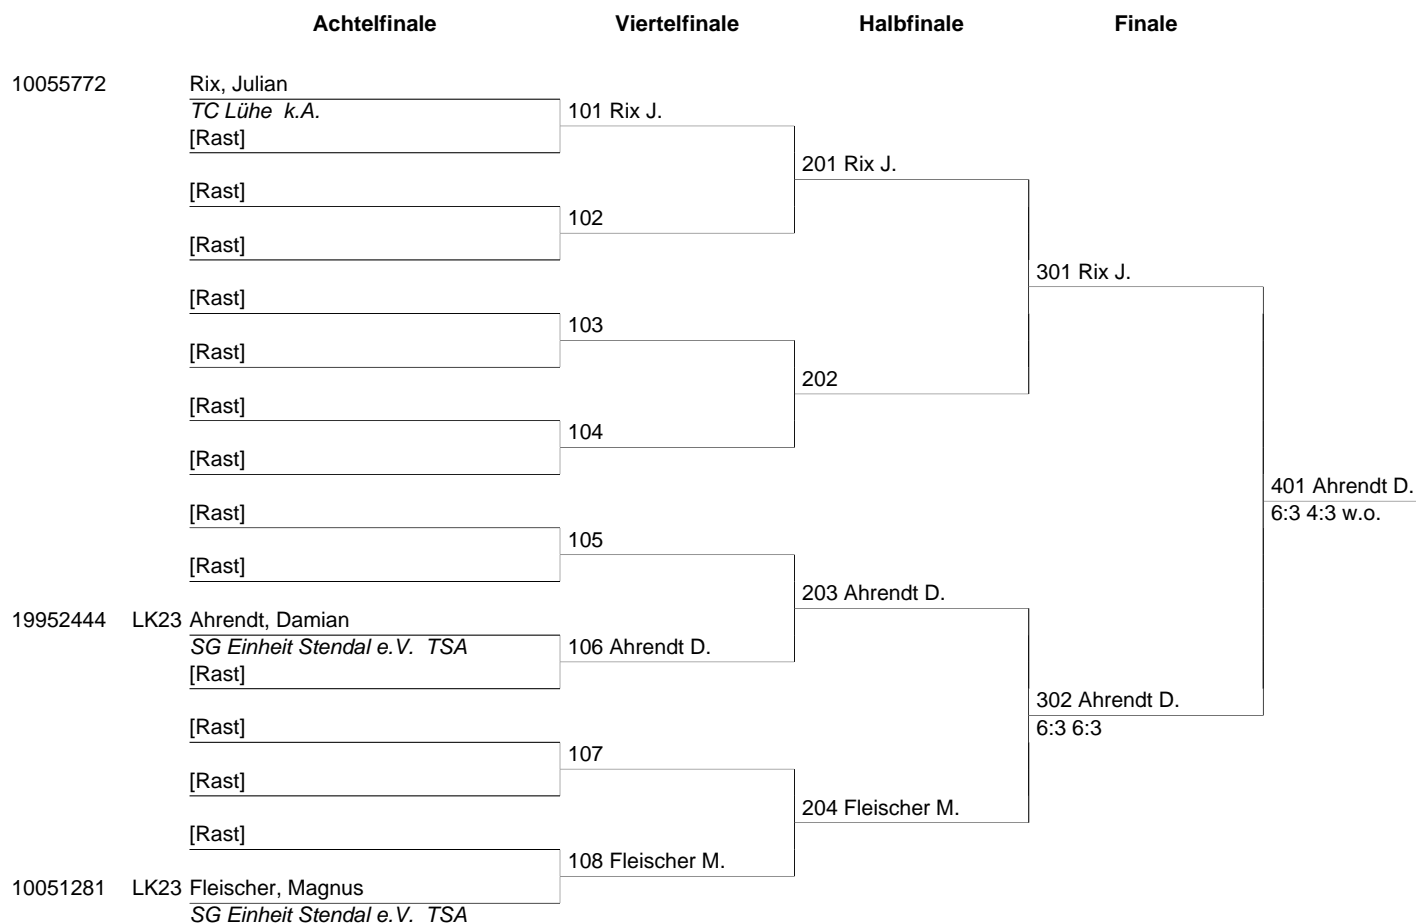 Achtelfinale Viertelfinale Halbfinale Finale
10055772 Rix, Julian
TC Lühe k.A.
101 Rix J.
[Rast]
201 Rix J.
[Rast]
102
[Rast]
301 Rix J.
[Rast]
103
[Rast]
202
[Rast]
104
[Rast]
401 Ahrendt D.
6:3 4:3 w.o.
[Rast]
105
[Rast]
203 Ahrendt D.
19952444 LK23 Ahrendt, Damian
SG Einheit Stendal e.V. TSA
106 Ahrendt D.
[Rast]
302 Ahrendt D.
6:3 6:3
[Rast]
107
[Rast]
204 Fleischer M.
[Rast]
108 Fleischer M.
10051281 LK23 Fleischer, Magnus
SG Einheit Stendal e.V. TSA